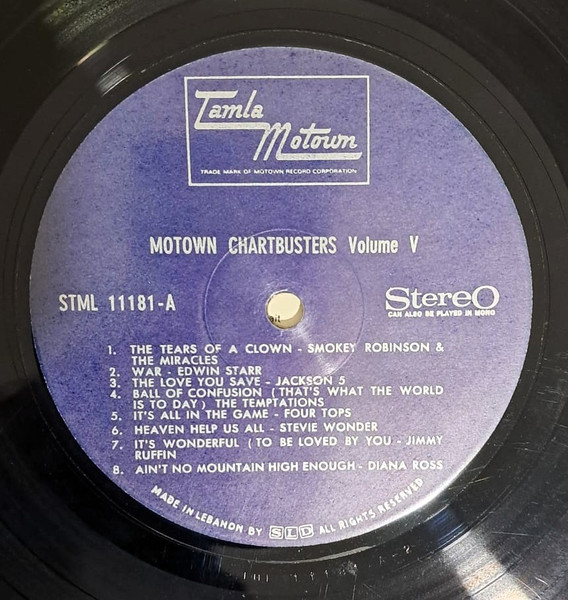 Tamla
Motown
TRADE MARK OF MOTOWN RECORD CORPORATION
MOTOWN CHARTBUSTERS Volume V
STML 11181-A
StereO
CAN ALSO BE PLAYED IN MONO
1. THE TEARS OF A CLOWN - SMOKEY ROBINSON &
THE MIRACLES
2. WAR - EDWIN STARR
3. THE LOVE YOU SAVE - JACKSON 5
4. BALL OF CONFUSION (THAT'S WHAT THE WORLD
IS TO DAY) THE TEMPTATIONS
5. IT'S ALL IN THE GAME - FOUR TOPS
6. HEAVEN HELP US ALL - STEVIE WONDER
7. IT'S WONDERFUL (TO BE LOVED BY YOU - JIMMY
RUFFIN
8. AIN'T NO MOUNTAIN HIGH ENOUGH - DIANA ROSS
MADE IN LEBANON BY SLD ALL RIGHTS RESERVED